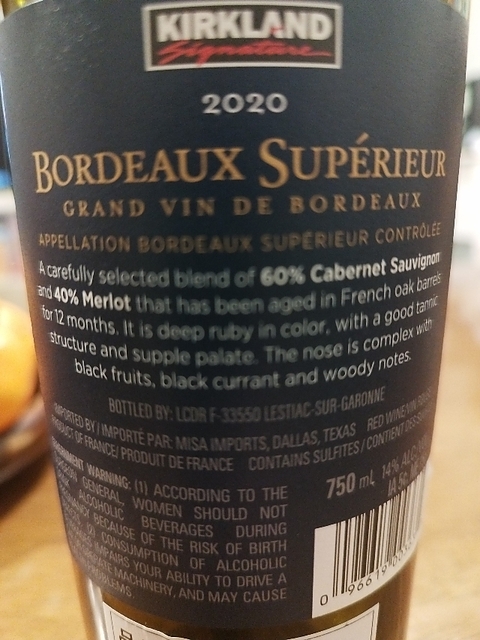 KIRKLAND
Signature
2020
BORDEAUX SUPÉRIEUR
GRAND VIN DE BORDEAUX
APPELLATION BORDEAUX SUPÉRIEUR CONTRÔLÉE
A carefully selected blend of 60% Cabernet Sauvignon
and 40% Merlot that has been aged in French oak barrels
for 12 months. It is deep ruby in color, with a good tannic
structure and supple palate. The nose is complex with
black fruits, black currant and woody notes.
BOTTLED BY: LCDR F-33550 LESTIAC-SUR-GARONNE
IMPORTED BY / IMPORTÉ PAR: MISA IMPORTS, DALLAS, TEXAS RED WINE/VIN
PRODUCT OF FRANCE/ PRODUIT DE FRANCE CONTAINS SULFITES / CONTIENT DES
WARNING: (1) ACCORDING TO THE
GENERAL, WOMEN SHOULD NOT
ALCOHOLIC BEVERAGES DURING
BECAUSE OF THE RISK OF BIRTH
CONSUMPTION OF ALCOHOLIC
IMPAIRS YOUR ABILITY TO DRIVE A
MACHINERY, AND MAY CAUSE
PROBLEMS.
750 mL 14% ALC.
0 96619